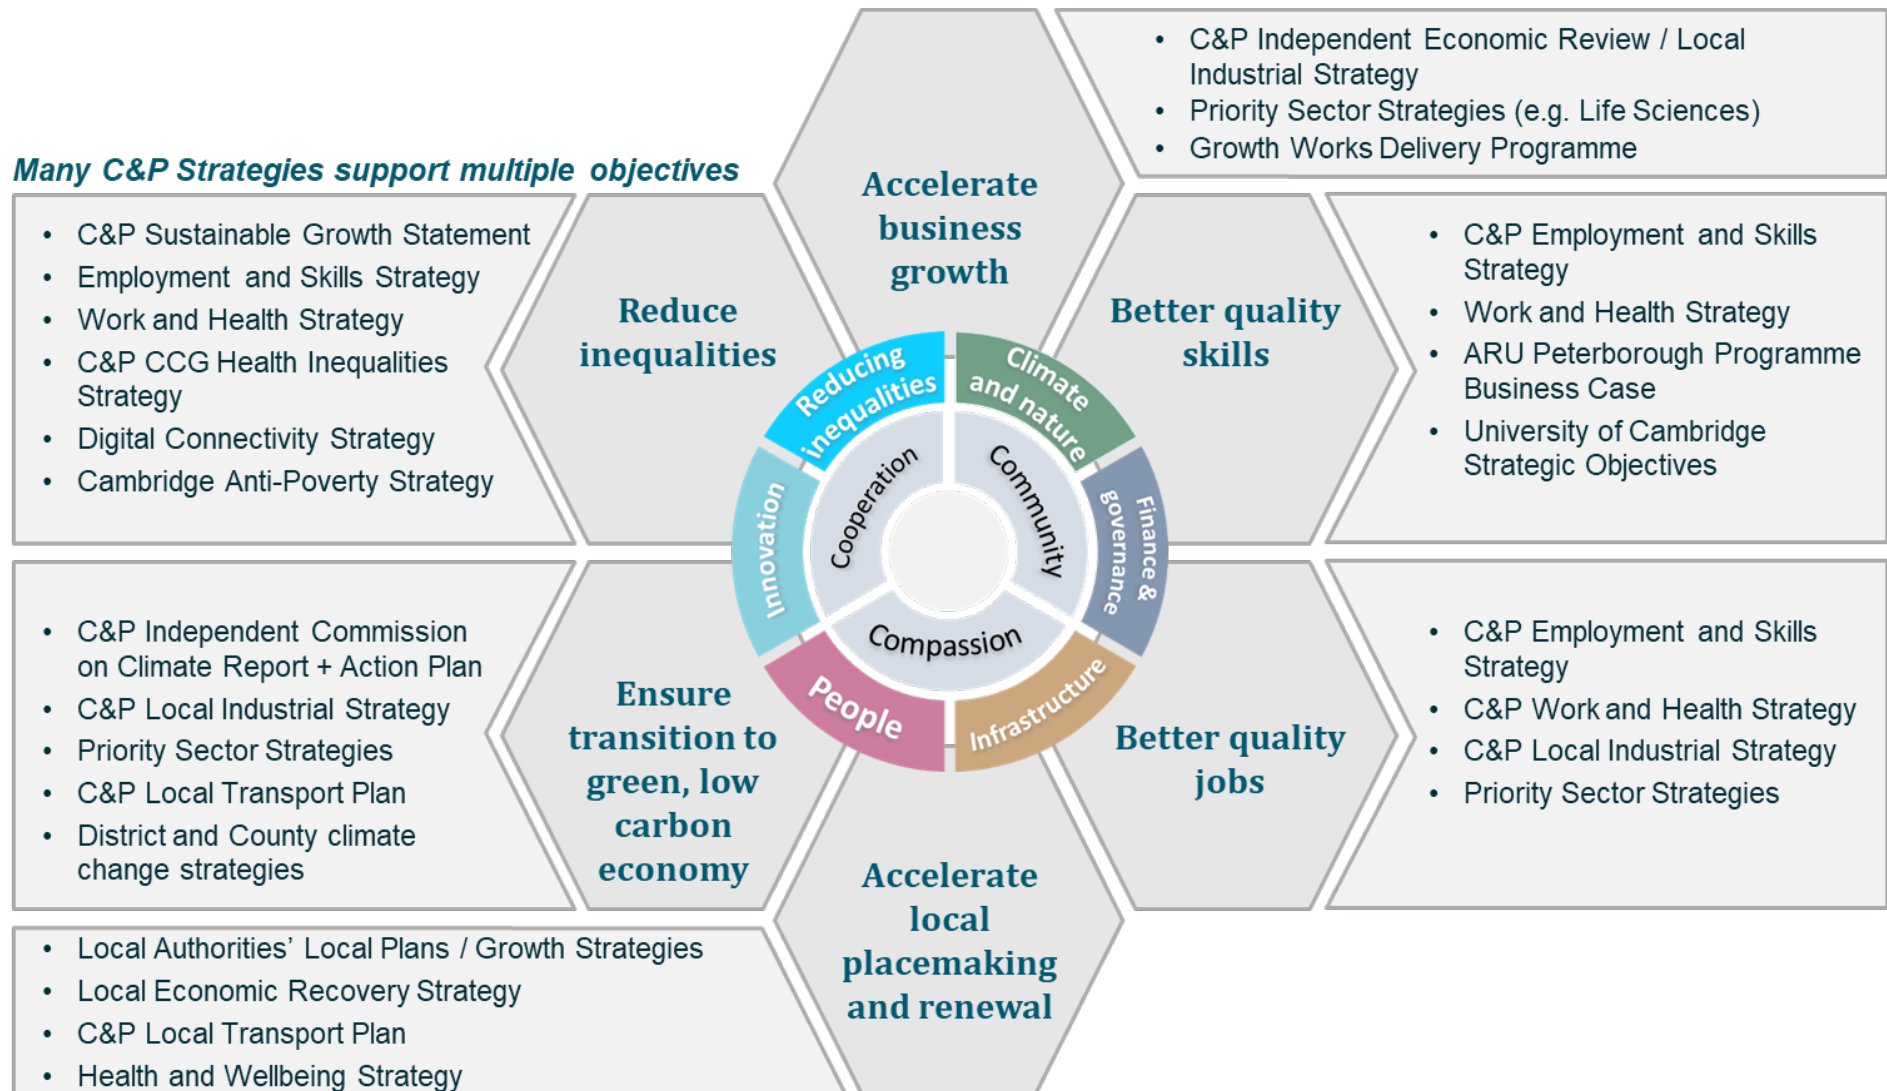 • C&P Independent Economic Review / Local
Industrial Strategy
• Priority Sector Strategies (e.g. Life Sciences)
• Growth Works Delivery Programme
Many C&P Strategies support multiple objectives
Accelerate
business
growth
• C&P Sustainable Growth Statement
• Employment and Skills Strategy
• Work and Health Strategy
• C&P CCG Health Inequalities
Strategy
• Digital Connectivity Strategy
• Cambridge Anti-Poverty Strategy
Reduce
inequalities
Better quality
skills
• C&P Employment and Skills
Strategy
• Work and Health Strategy
• ARU Peterborough Programme
Business Case
• University of Cambridge
Strategic Objectives
Reducing
inequalities
Climate
and nature
Finance &
governance
Infrastructure
People
Innovation
Cooperation
Community
Compassion
• C&P Independent Commission
on Climate Report + Action Plan
• C&P Local Industrial Strategy
• Priority Sector Strategies
• C&P Local Transport Plan
• District and County climate
change strategies
Ensure
transition to
green, low
carbon
economy
Better quality
jobs
• C&P Employment and Skills
Strategy
• C&P Work and Health Strategy
• C&P Local Industrial Strategy
• Priority Sector Strategies
Accelerate
local
placemaking
and renewal
• Local Authorities’ Local Plans / Growth Strategies
• Local Economic Recovery Strategy
• C&P Local Transport Plan
• Health and Wellbeing Strategy